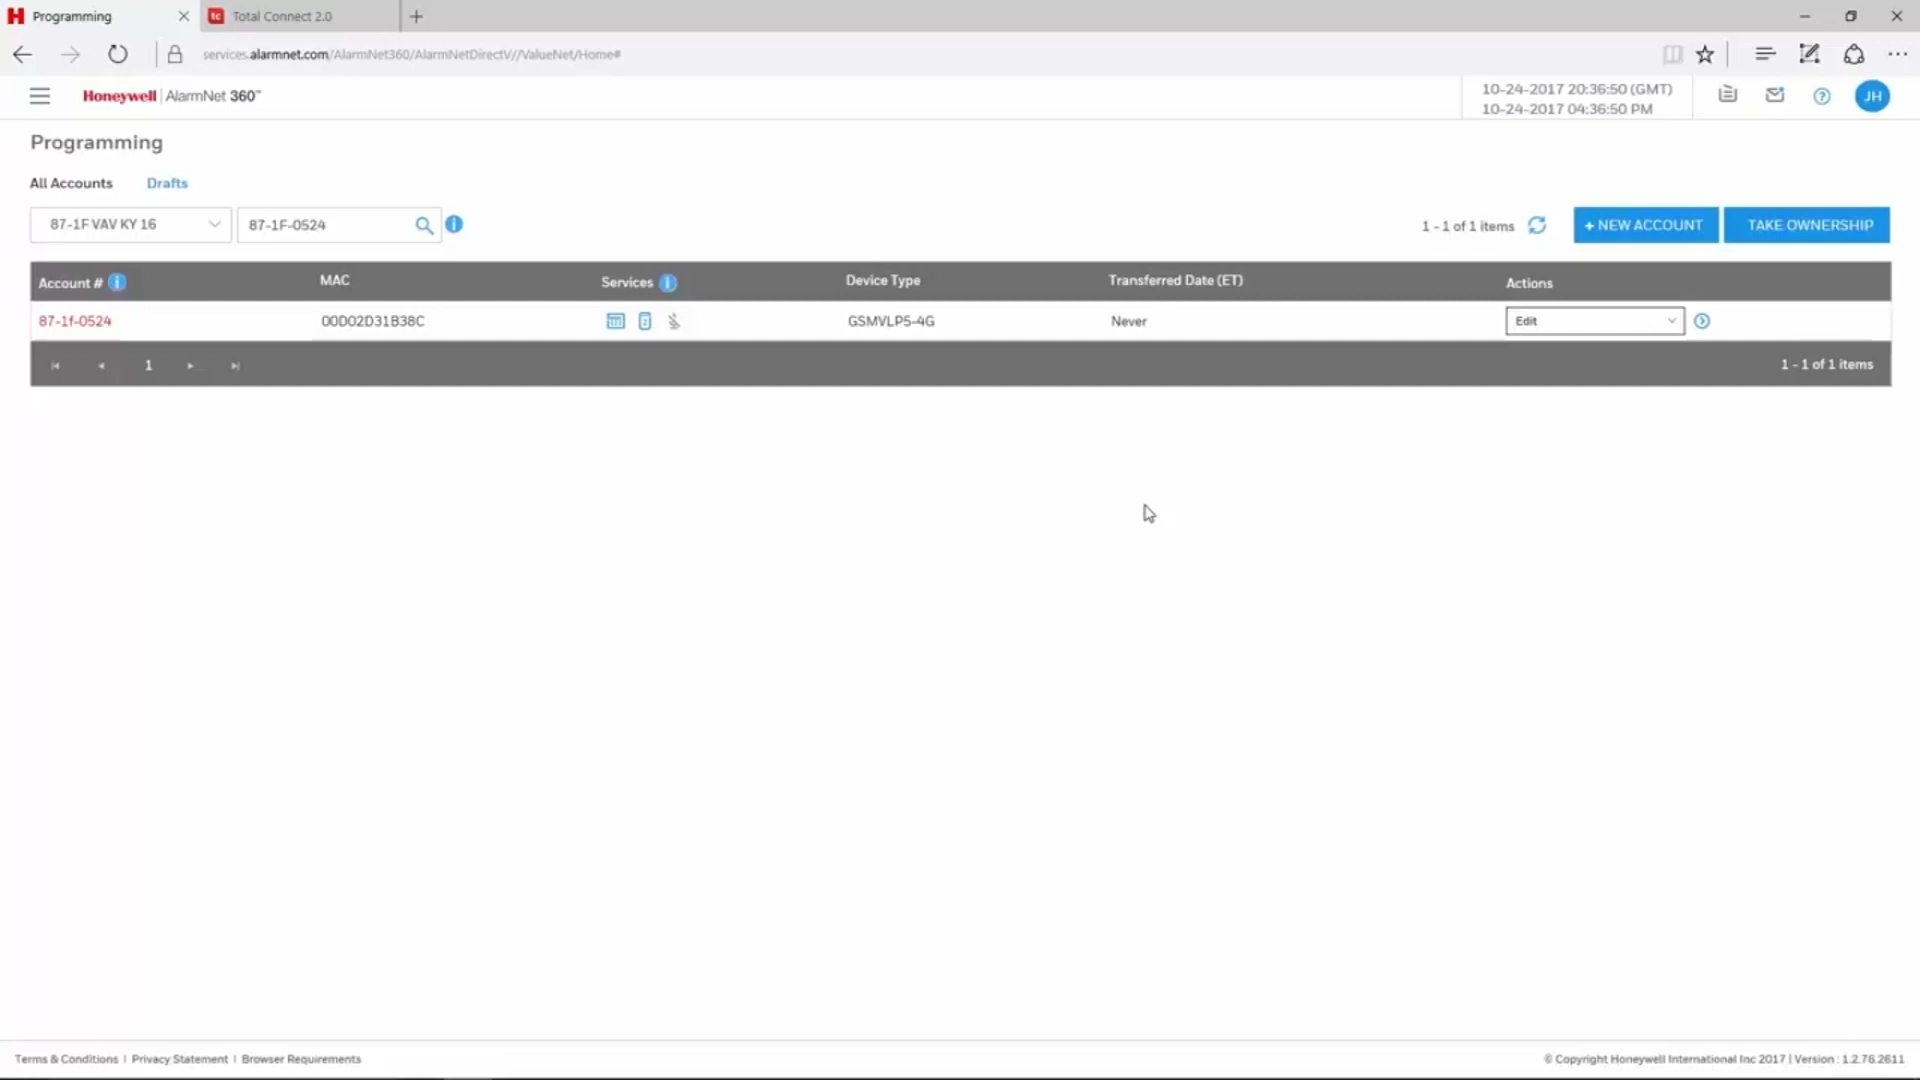 Programming
Total Connect 2.0
services.alarmnet.com/AlarmNet360/AlarmNetDirectV//ValueNet/Home#
Honeywell | AlarmNet 360™
10-24-2017 20:36:50 (GMT)
10-24-2017 04:36:50 PM
JH
Programming
All Accounts Drafts
87-1F VAV KY 16 87-1F-0524 1 - 1 of 1 items + NEW ACCOUNT TAKE OWNERSHIP
Account # MAC Services Device Type Transferred Date (ET) Actions
87-1f-0524 00D02D31B38C GSMVLP5-4G Never Edit
1 1 - 1 of 1 items
Terms & Conditions | Privacy Statement | Browser Requirements © Copyright Honeywell International Inc 2017 | Version : 1.2.76.2611